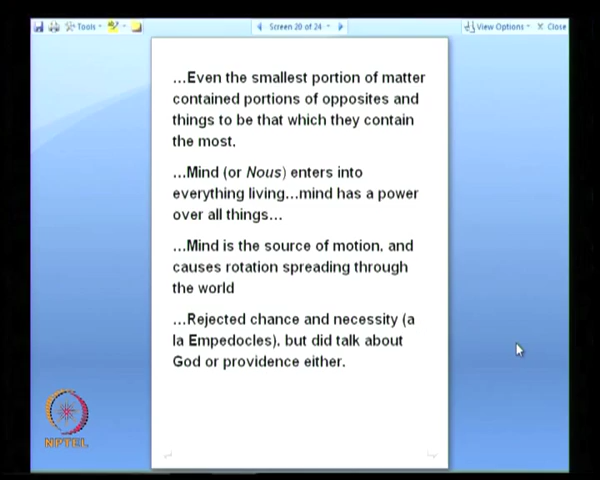 Tools
Screen 20 of 24
View Options
Close
...Even the smallest portion of matter
contained portions of opposites and
things to be that which they contain
the most.
...Mind (or Nous) enters into
everything living...mind has a power
over all things...
...Mind is the source of motion, and
causes rotation spreading through
the world
...Rejected chance and necessity (a
la Empedocles), but did talk about
God or providence either.
NPTEL